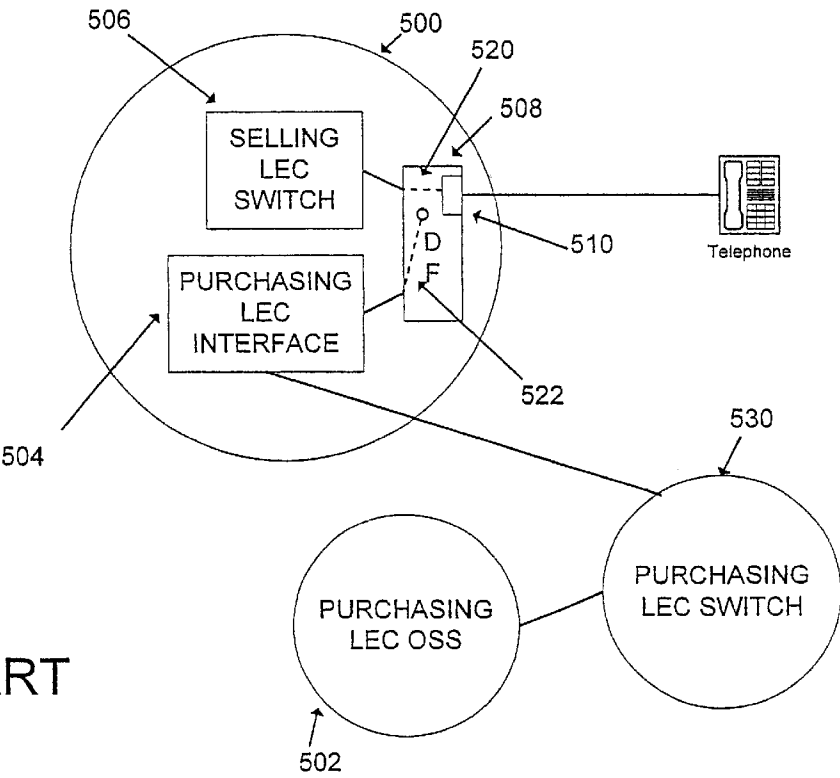 506
500
520
508
SELLING
LEC
SWITCH
510
Telephone
D
F
PURCHASING
LEC
INTERFACE
522
504
530
PURCHASING
LEC SWITCH
PURCHASING
LEC OSS
502